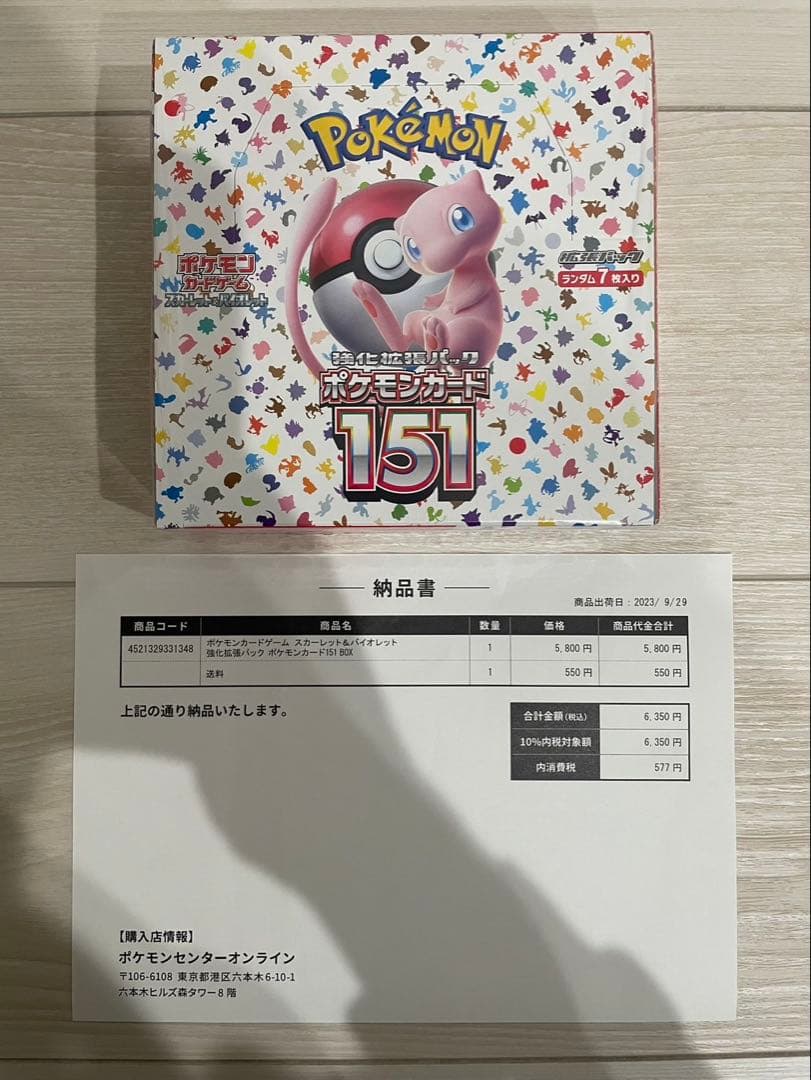 POKéMON
ポケモン
カードゲーム
スカーレット&バイオレット
拡張パック
ランダム7枚入り
強化拡張パック
ポケモンカード
151
納品書
商品出荷日：2023/ 9/29
商品コード 商品名 数量 価格 商品代金合計
4521329331348 ポケモンカードゲーム スカーレット&バイオレット 1 5,800 円 5,800 円
強化拡張パック ポケモンカード151 BOX
送料 1 550 円 550 円
上記の通り納品いたします。
合計金額(税込) 6,350 円
10%内税対象額 6,350 円
内消費税 577 円
【購入店情報】
ポケモンセンターオンライン
〒106-6108 東京都港区六本木6-10-1
六本木ヒルズ森タワー８階